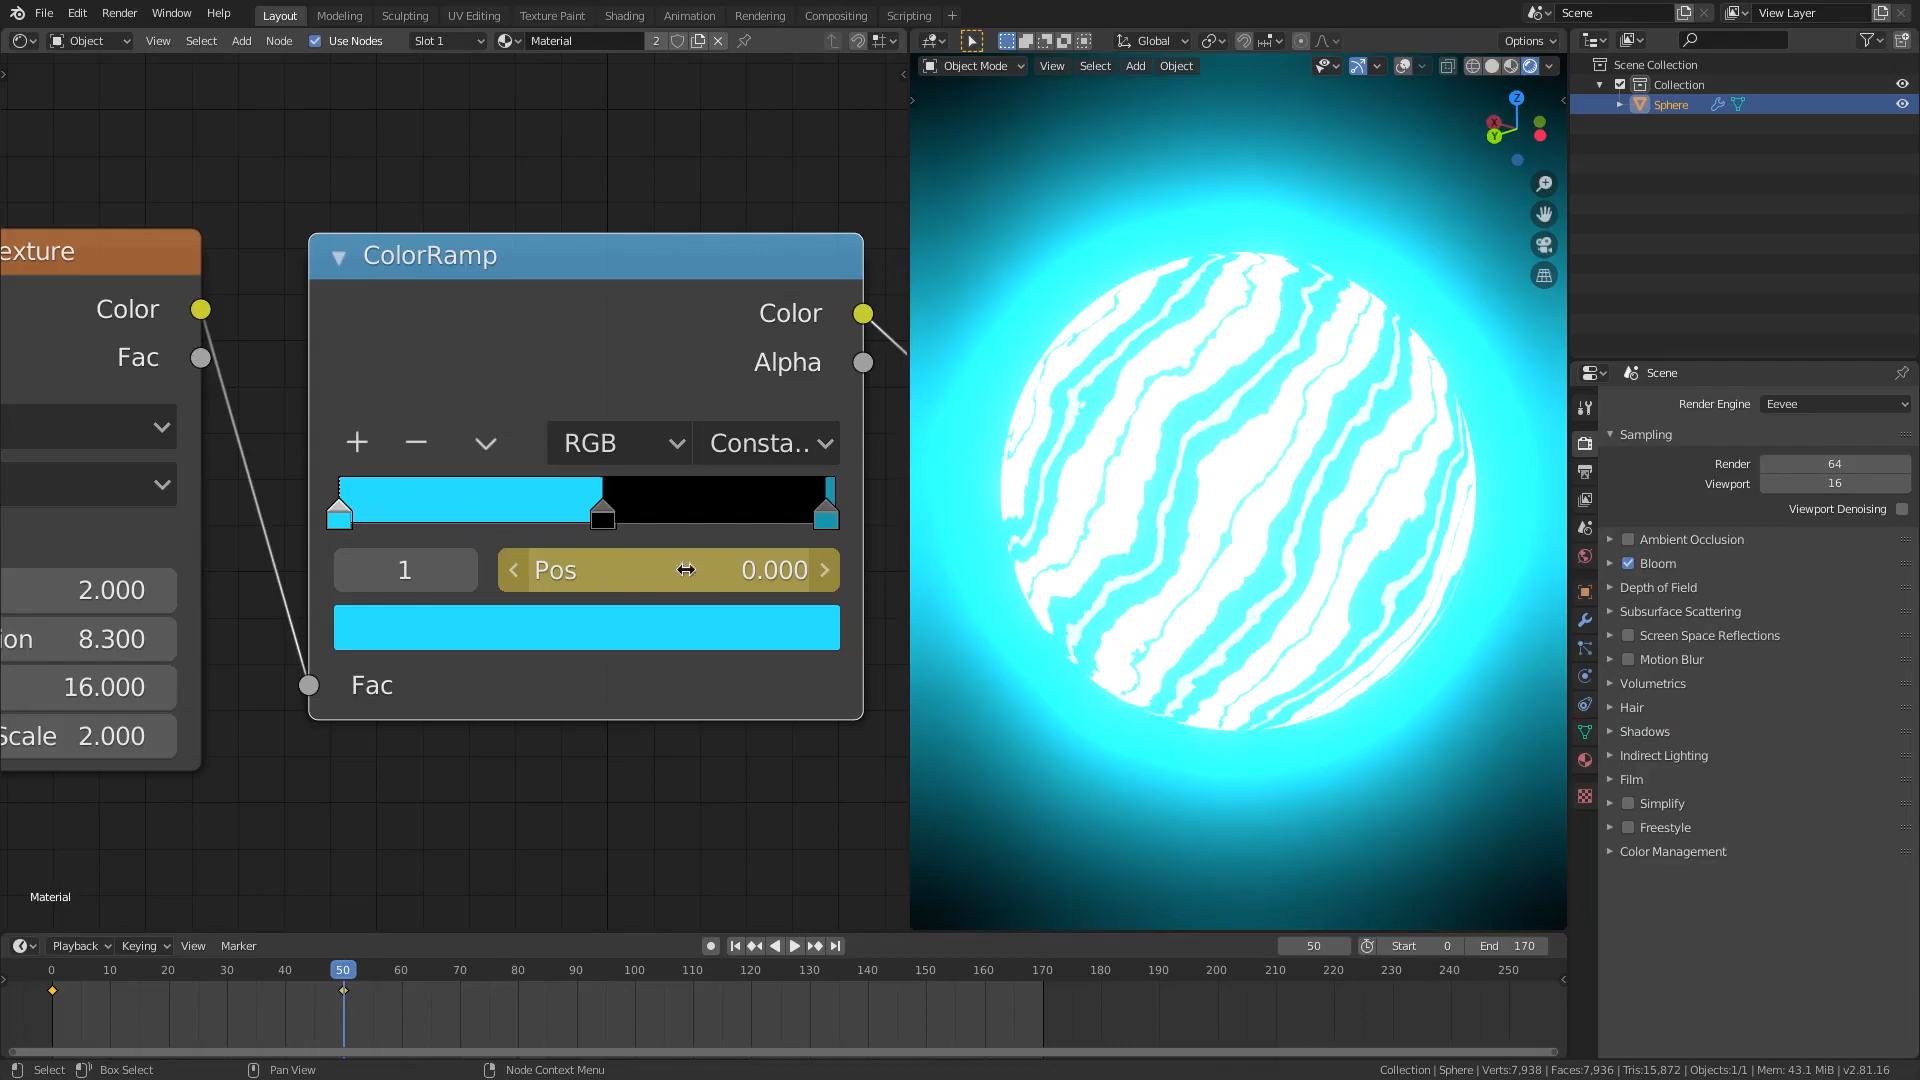 File Edit Render Window Help Layout Modeling Sculpting UV Editing Texture Paint Shading Animation Rendering Compositing Scripting + Scene View Layer
Object View Select Add Node Use Nodes Slot 1 Material 2 Global Options
Object Mode View Select Add Object
Scene Collection
Collection
Sphere
Z
X
Y
exture
Color
Fac
2.000
ion 8.300
16.000
Scale 2.000
ColorRamp
Color
Alpha
RGB Consta..
1 Pos 0.000
Fac
Material
Scene
Render Engine Eevee
Sampling
Render 64
Viewport 16
Viewport Denoising
Ambient Occlusion
Bloom
Depth of Field
Subsurface Scattering
Screen Space Reflections
Motion Blur
Volumetrics
Hair
Shadows
Indirect Lighting
Film
Simplify
Freestyle
Color Management
Playback Keying View Marker 50 Start 0 End 170
0 10 20 30 40 50 60 70 80 90 100 110 120 130 140 150 160 170 180 190 200 210 220 230 240 250
Select Box Select Pan View Node Context Menu Collection | Sphere | Verts:7,938 | Faces:7,936 | Tris:15,872 | Objects:1/1 | Mem: 43.1 MiB | v2.81.16